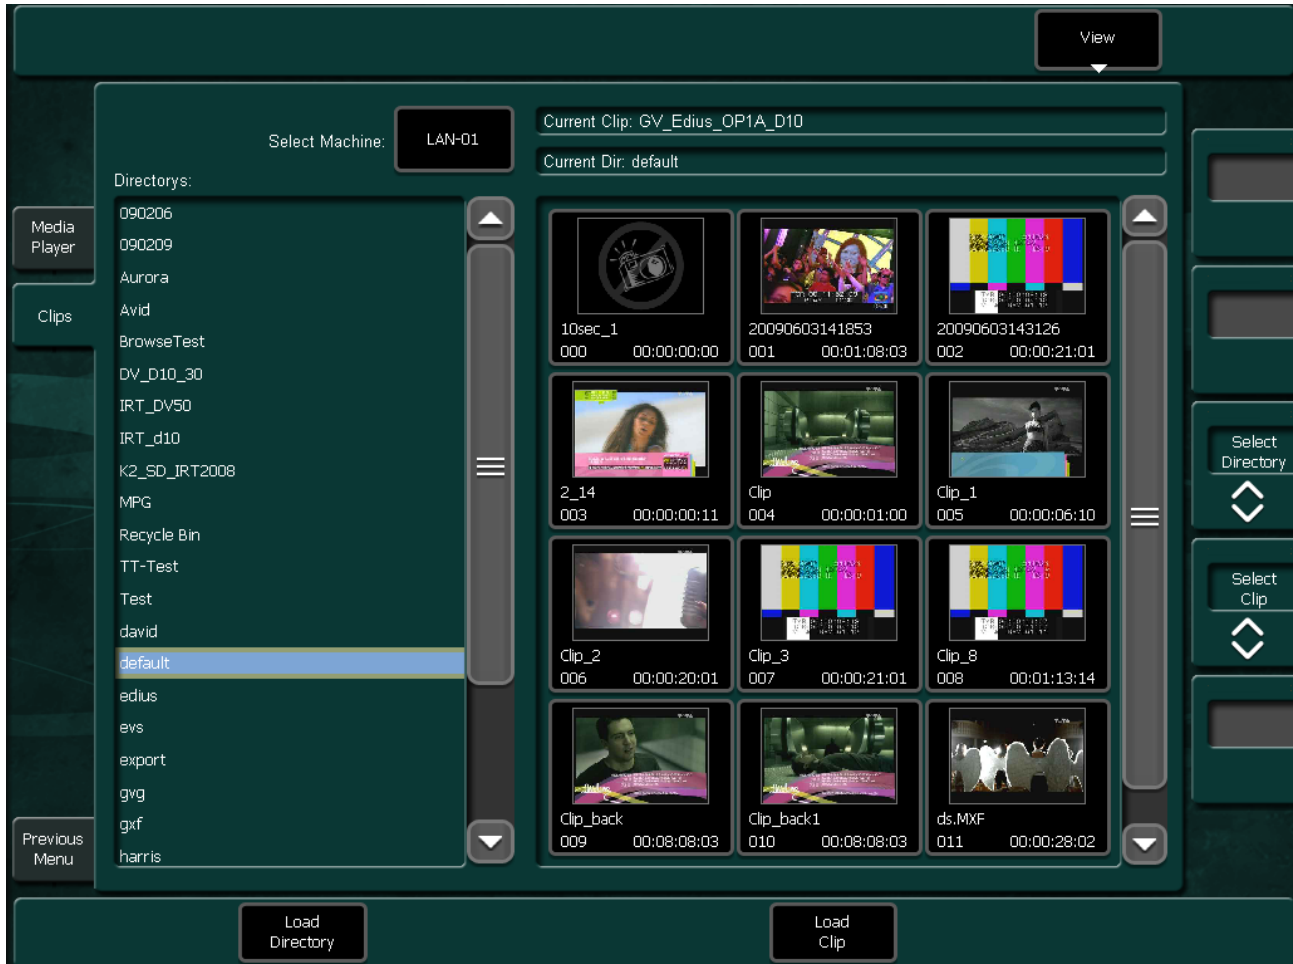 View
Select Machine:
LAN-01
Current Clip: GV_Edius_OP1A_D10
Current Dir: default
Directorys:
090206
090209
Aurora
Avid
BrowseTest
DV_D10_30
IRT_DV50
IRT_d10
K2_SD_IRT2008
MPG
Recycle Bin
TT-Test
Test
david
default
edius
evs
export
gvg
gxf
harris
Media
Player
Clips
Previous
Menu
10sec_1
000 00:00:00:00
20090603141853
001 00:01:08:03
20090603143126
002 00:00:21:01
2_14
003 00:00:00:11
Clip
004 00:00:01:00
Clip_1
005 00:00:06:10
Clip_2
006 00:00:20:01
Clip_3
007 00:00:21:01
Clip_8
008 00:01:13:14
Clip_back
009 00:08:08:03
Clip_back1
010 00:08:08:03
ds.MXF
011 00:00:28:02
Select
Directory
Select
Clip
Load
Directory
Load
Clip